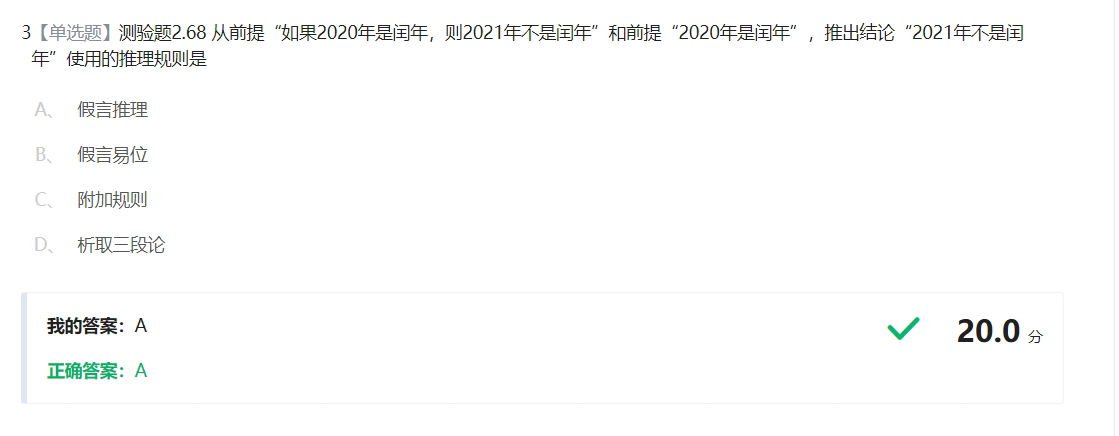 3【单选题】测验题2.68 从前提“如果2020年是闰年，则2021年不是闰年”和前提“2020年是闰年”，推出结论“2021年不是闰
年”使用的推理规则是
A、 假言推理
B、 假言易位
C、 附加规则
D、 析取三段论
我的答案：A
20.0 分
正确答案：A